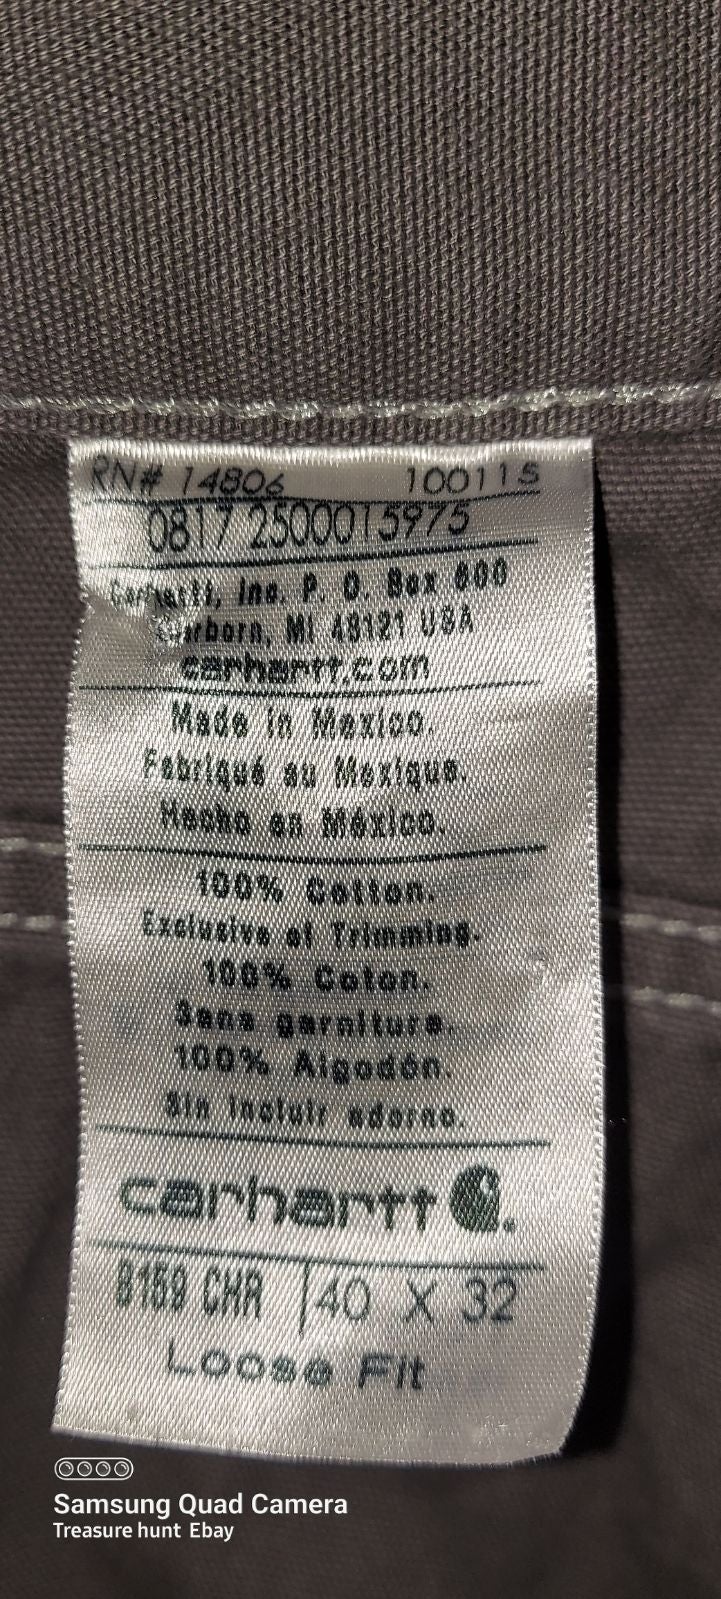 RN# 14806 100115
0817 2500015975
Carhartt, Inc. P. O. Box 600
Dearborn, MI 48121 USA
carhartt.com
Made in Mexico.
Fabriqué au Mexique.
Hecho en México.
100% Cotton.
Exclusive of Trimming.
100% Coton.
Sans garniture.
100% Algodón.
Sin incluir adorno.
carhartt
B159 CHR 40 X 32
Loose Fit
Samsung Quad Camera
Treasure hunt Ebay